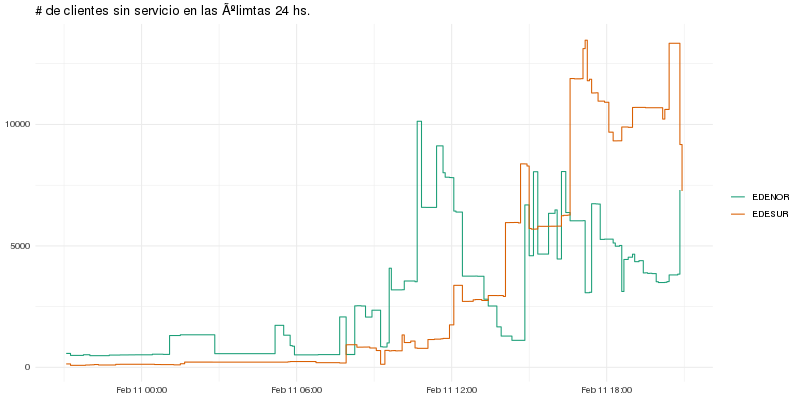 # de clientes sin servicio en las Ãºlimtas 24 hs.
10000
5000
0
Feb 11 00:00
Feb 11 06:00
Feb 11 12:00
Feb 11 18:00
EDENOR
EDESUR